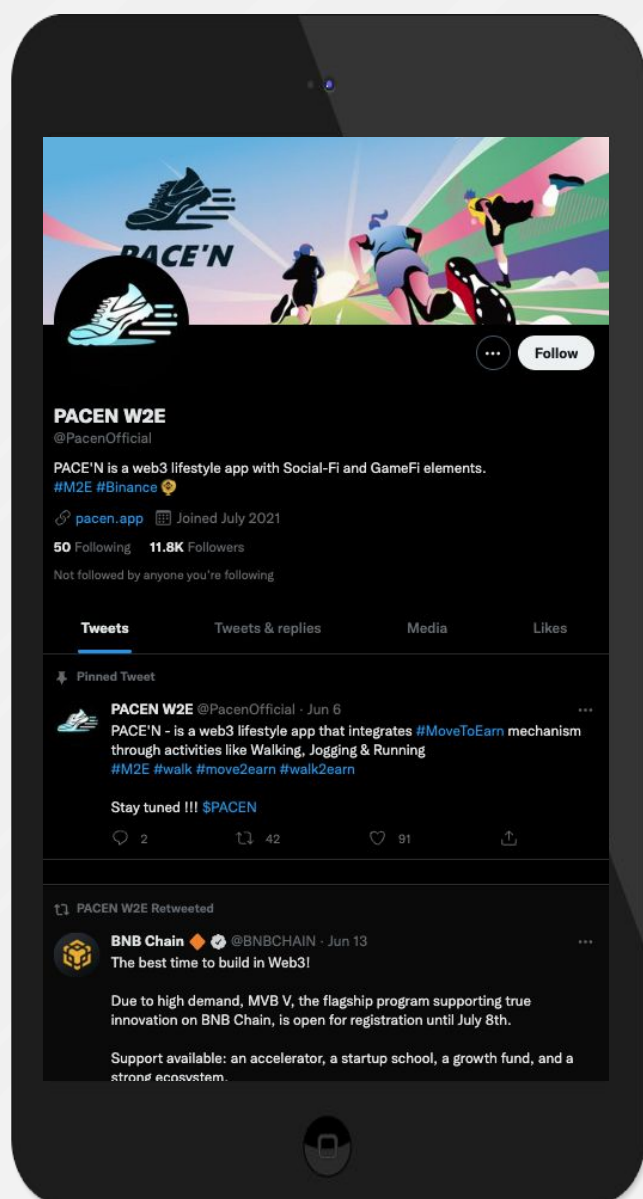 PACE'N
Follow
PACEN W2E
@PacenOfficial
PACE'N is a web3 lifestyle app with Social-Fi and GameFi elements.
#M2E #Binance
pacen.app Joined July 2021
50 Following 11.8K Followers
Not followed by anyone you're following
Tweets Tweets & replies Media Likes
Pinned Tweet
PACEN W2E @PacenOfficial · Jun 6
PACE'N - is a web3 lifestyle app that integrates #MoveToEarn mechanism
through activities like Walking, Jogging & Running
#M2E #walk #move2earn #walk2earn
Stay tuned !!! $PACEN
2 42 91
PACEN W2E Retweeted
BNB Chain @BNBCHAIN · Jun 13
The best time to build in Web3!
Due to high demand, MVB V, the flagship program supporting true
innovation on BNB Chain, is open for registration until July 8th.
Support available: an accelerator, a startup school, a growth fund, and a
strong ecosystem.